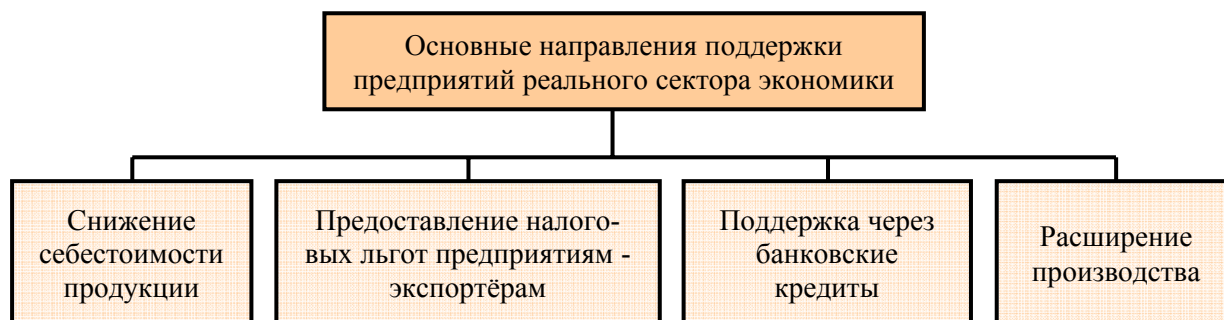 Основные направления поддержки
предприятий реального сектора экономики
Снижение
себестоимости
продукции
Предоставление налого-
вых льгот предприятиям -
экспортёрам
Поддержка через
банковские
кредиты
Расширение
производства